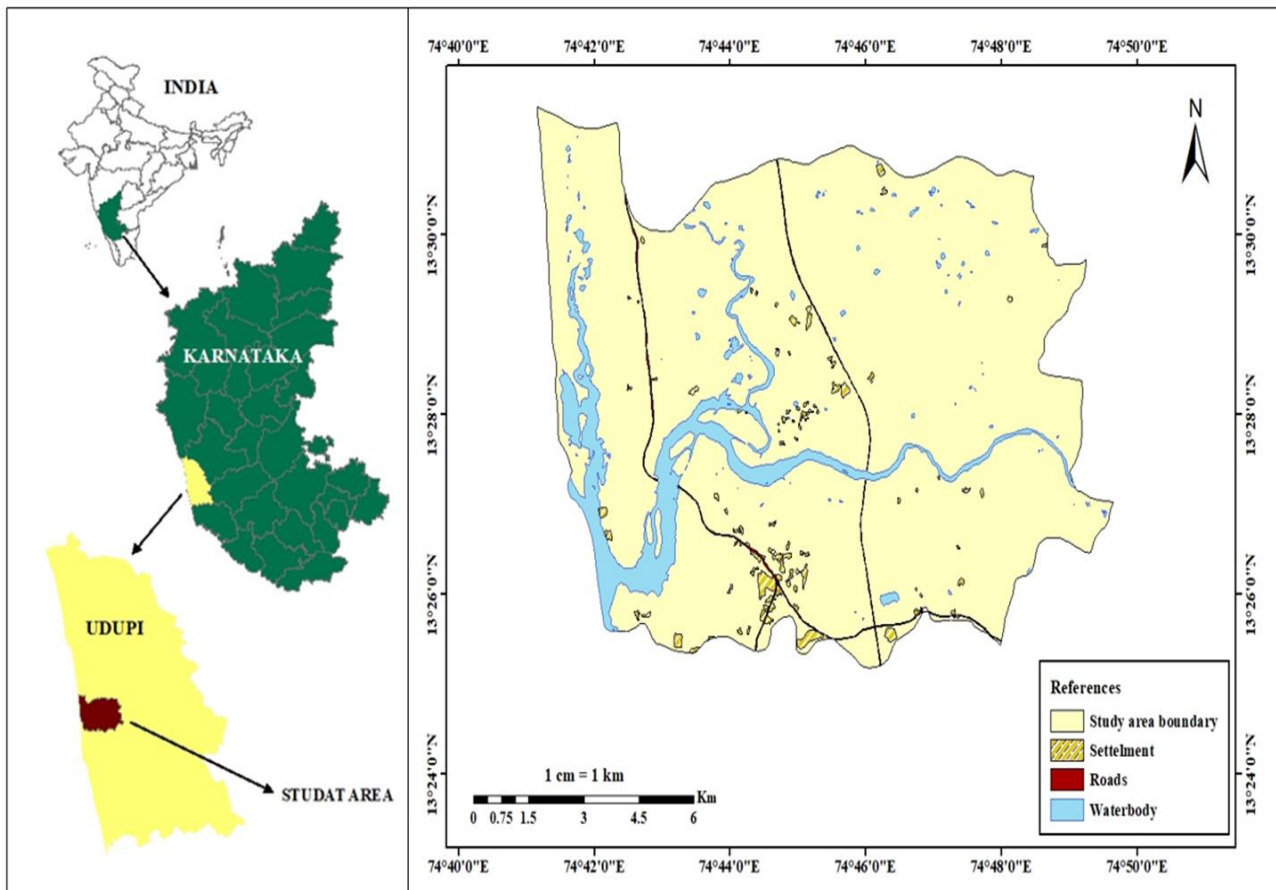 INDIA
KARNATAKA
UDUPI
STUDAT AREA
74°40'0"E 74°42'0"E 74°44'0"E 74°46'0"E 74°48'0"E 74°50'0"E
N
13°30'0"N 13°30'0"N
13°28'0"N 13°28'0"N
13°26'0"N 13°26'0"N
13°24'0"N 13°24'0"N
References
Study area boundary
Settelment
Roads
Waterbody
1 cm = 1 km
Km
0 0.75 1.5 3 4.5 6
74°40'0"E 74°42'0"E 74°44'0"E 74°46'0"E 74°48'0"E 74°50'0"E